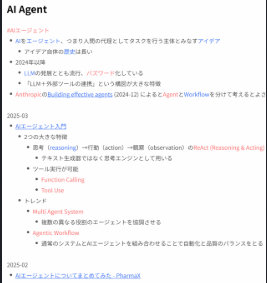 AI Agent
#AIエージェント
AIをエージェント、つまり人間の代理としてタスクを行う主体とみなすアイデア
アイデア自体の歴史は長い
2024年以降
LLMの発展とともに流行、バズワード化している
「LLM＋外部ツールの連携」という構図が大きな特徴
AnthropicのBuilding effective agents (2024-12) によるとAgentとWorkflowを分けて考えるとよさ
2025-03
AIエージェント入門
2つの大きな特徴
思考（reasoning）→行動（action）→観察（observation）のReAct (Reasoning & Acting)
テキスト生成器ではなく思考エンジンとして用いる
ツール実行が可能
Function Calling
Tool Use
トレンド
Multi Agent System
複数の異なる役割のエージェントを協調させる
Agentic Workflow
通常のシステムとAIエージェントを組み合わせることで自動化と品質のバランスをとる
2025-02
AIエージェントについてまとめてみた - PharmaX